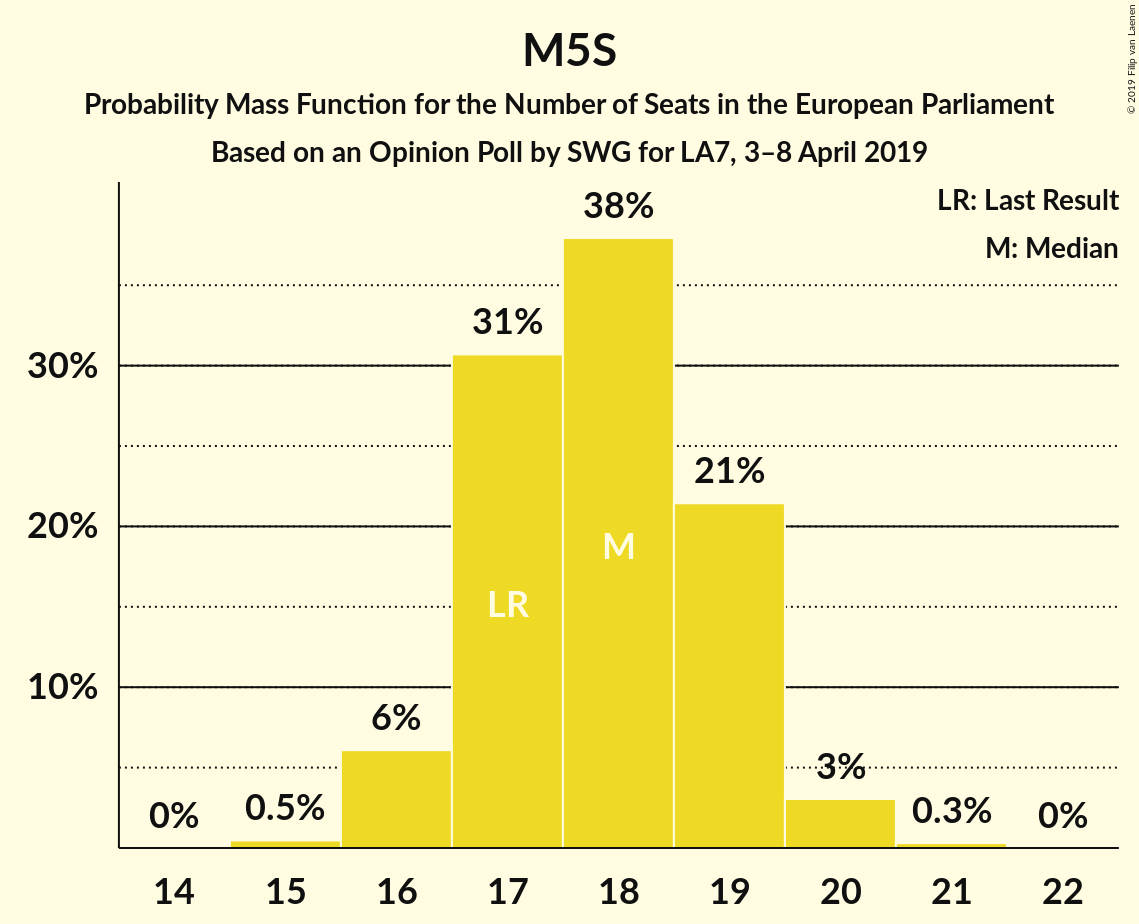 M5S
Probability Mass Function for the Number of Seats in the European Parliament
Based on an Opinion Poll by SWG for LA7, 3–8 April 2019
© 2019 Filip van Laenen
LR: Last Result
M: Median
38%
31%
30%
21%
20%
M
LR
10%
6%
3%
0%
0.5%
0.3%
0%
14 15 16 17 18 19 20 21 22